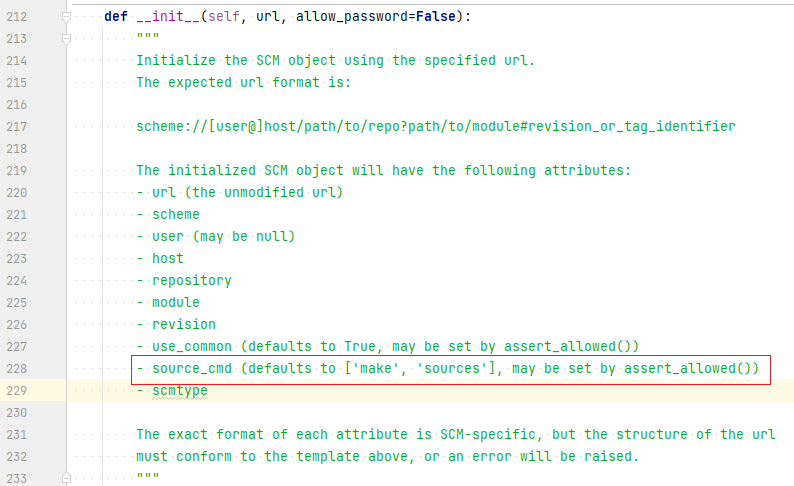 212 def __init__(self, url, allow_password=False):
213 """
214 Initialize the SCM object using the specified url.
215 The expected url format is:
216
217 scheme://[user@]host/path/to/repo?path/to/module#revision_or_tag_identifier
218
219 The initialized SCM object will have the following attributes:
220 - url (the unmodified url)
221 - scheme
222 - user (may be null)
223 - host
224 - repository
225 - module
226 - revision
227 - use_common (defaults to True, may be set by assert_allowed())
228 - source_cmd (defaults to ['make', 'sources'], may be set by assert_allowed())
229 - scmtype
230
231 The exact format of each attribute is SCM-specific, but the structure of the url
232 must conform to the template above, or an error will be raised.
233 """